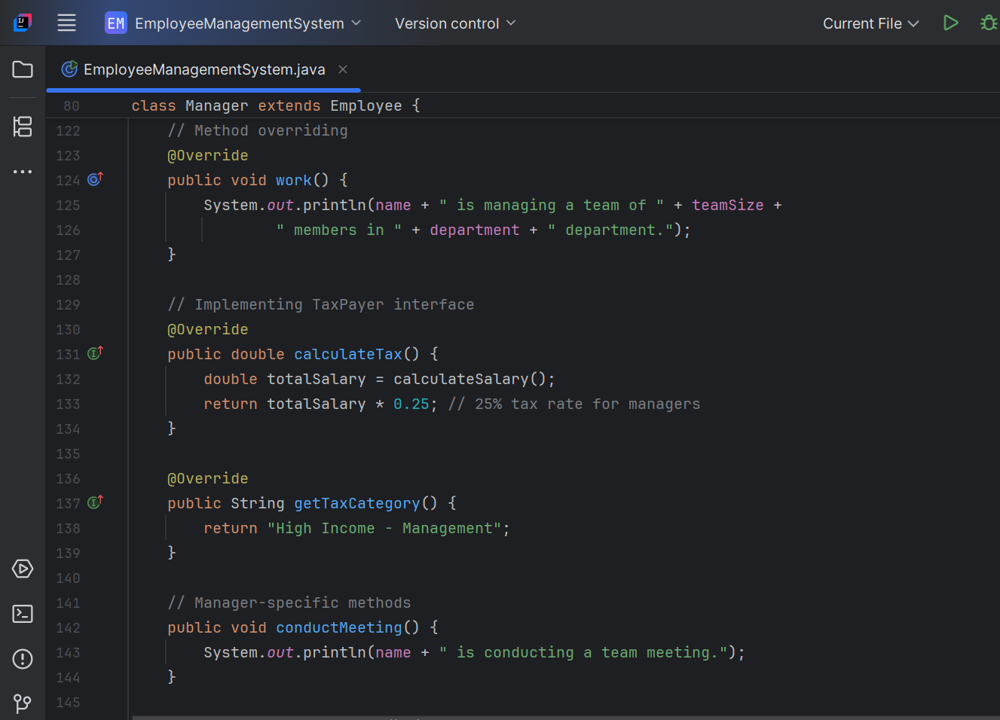 EM EmployeeManagementSystem Version control Current File
EmployeeManagementSystem.java
80 class Manager extends Employee {
122 // Method overriding
123 @Override
124 public void work() {
125 System.out.println(name + " is managing a team of " + teamSize +
126 " members in " + department + " department.");
127 }
128
129 // Implementing TaxPayer interface
130 @Override
131 public double calculateTax() {
132 double totalSalary = calculateSalary();
133 return totalSalary * 0.25; // 25% tax rate for managers
134 }
135
136 @Override
137 public String getTaxCategory() {
138 return "High Income - Management";
139 }
140
141 // Manager-specific methods
142 public void conductMeeting() {
143 System.out.println(name + " is conducting a team meeting.");
144 }
145